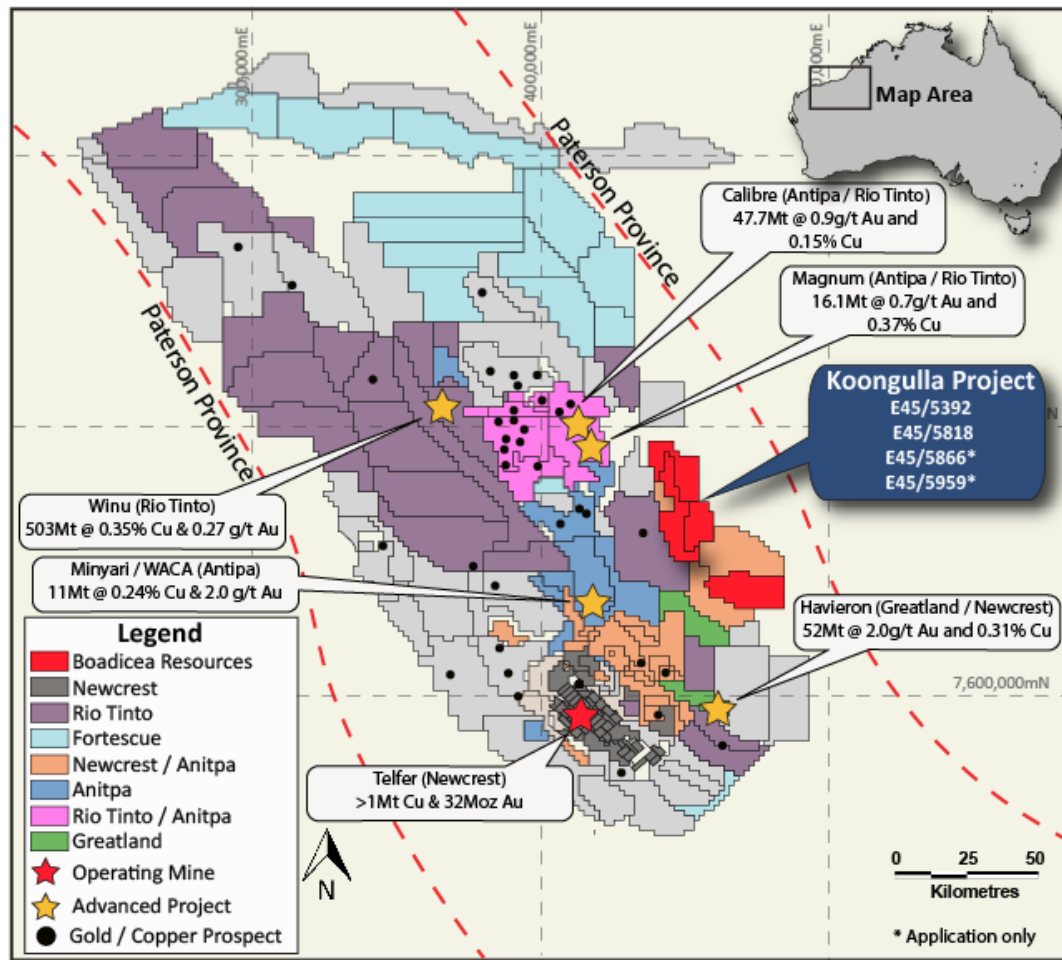 300,000mE
400,000mE
Map Area
Paterson Province
Paterson Province
Calibre (Antipa / Rio Tinto)
47.7Mt @ 0.9g/t Au and
0.15% Cu
Magnum (Antipa / Rio Tinto)
16.1Mt @ 0.7g/t Au and
0.37% Cu
Koongulla Project
E45/5392
E45/5818
E45/5866*
E45/5959*
Winu (Rio Tinto)
503Mt @ 0.35% Cu & 0.27 g/t Au
Minyari / WACA (Antipa)
11Mt @ 0.24% Cu & 2.0 g/t Au
Havieron (Greatland / Newcrest)
52Mt @ 2.0g/t Au and 0.31% Cu
7,600,000mN
Telfer (Newcrest)
>1Mt Cu & 32Moz Au
Legend
Boadicea Resources
Newcrest
Rio Tinto
Fortescue
Newcrest / Anitpa
Anitpa
Rio Tinto / Anitpa
Greatland
Operating Mine
Advanced Project
Gold / Copper Prospect
N
0 25 50
Kilometres
* Application only